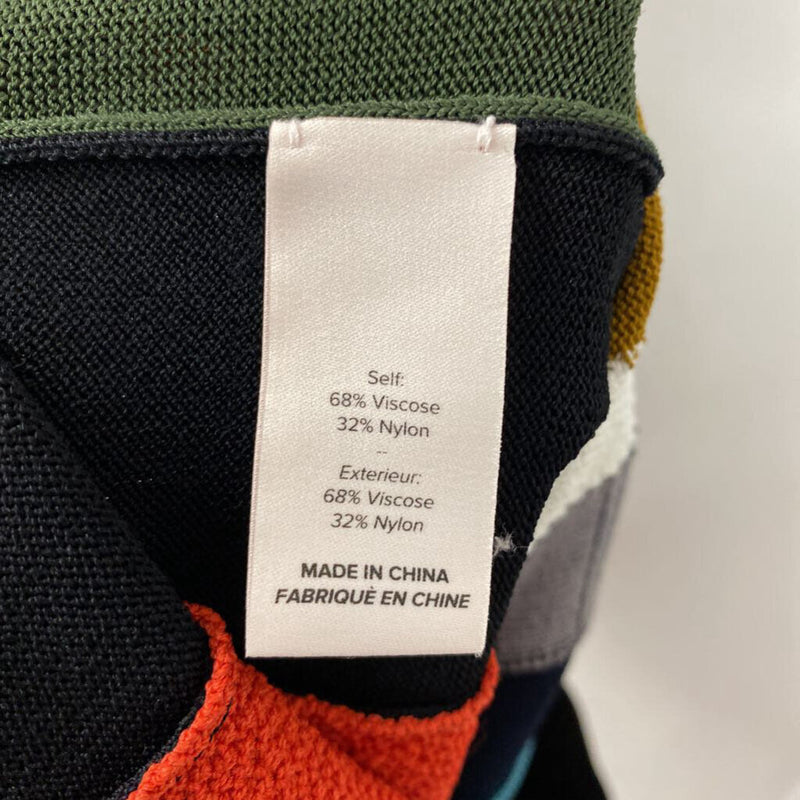 Self:
68% Viscose
32% Nylon
--
Exterieur:
68% Viscose
32% Nylon
MADE IN CHINA
FABRIQUÈ EN CHINE